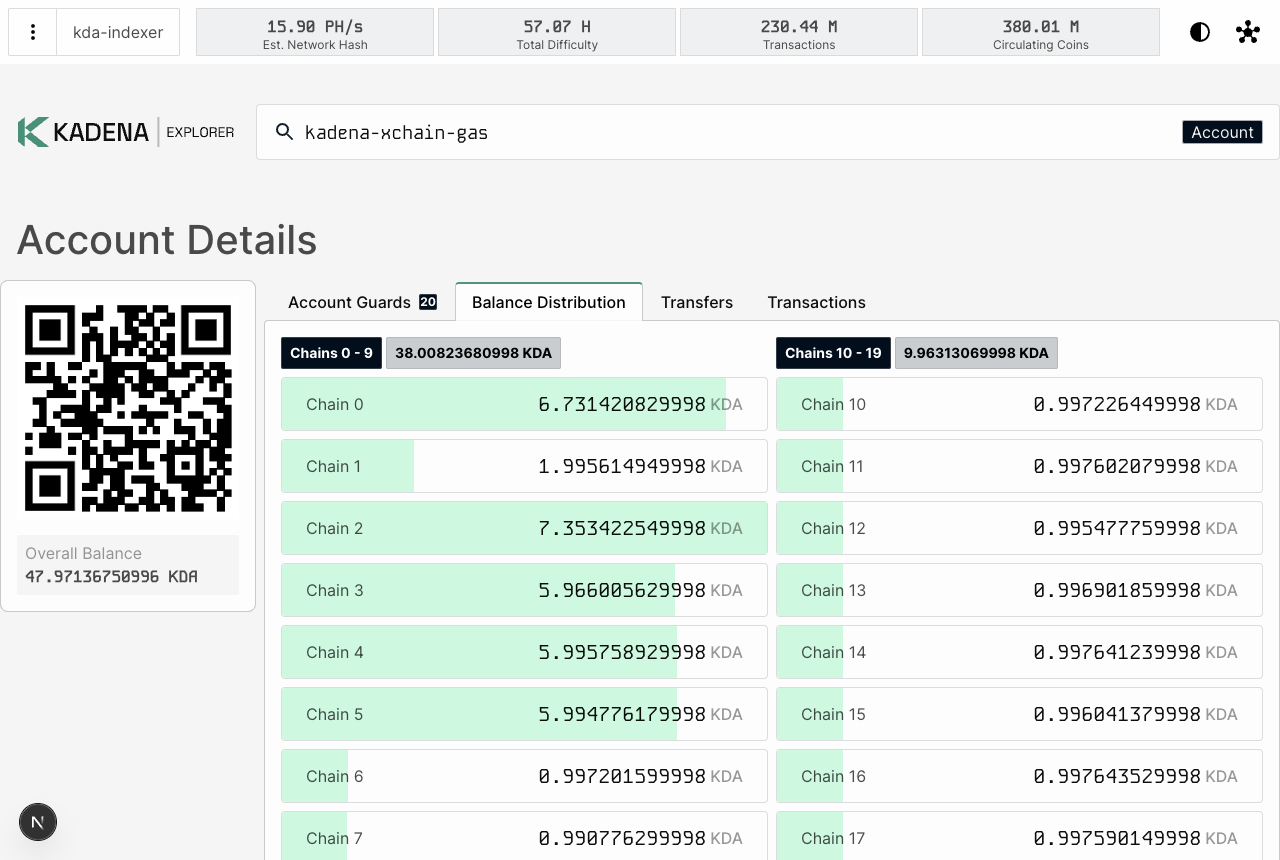 kda-indexer
15.90 PH/s
Est. Network Hash
57.07 H
Total Difficulty
230.44 M
Transactions
380.01 M
Circulating Coins
KADENA EXPLORER
kadena-xchain-gas
Account
Account Details
Overall Balance
47.97136750996 KDA
Account Guards 20 Balance Distribution Transfers Transactions
Chains 0 - 9 38.00823680998 KDA
Chain 0 6.731420829998 KDA
Chain 1 1.995614949998 KDA
Chain 2 7.353422549998 KDA
Chain 3 5.966005629998 KDA
Chain 4 5.995758929998 KDA
Chain 5 5.994776179998 KDA
Chain 6 0.997201599998 KDA
Chain 7 0.990776299998 KDA
Chains 10 - 19 9.96313069998 KDA
Chain 10 0.997226449998 KDA
Chain 11 0.997602079998 KDA
Chain 12 0.995477759998 KDA
Chain 13 0.996901859998 KDA
Chain 14 0.997641239998 KDA
Chain 15 0.996041379998 KDA
Chain 16 0.997643529998 KDA
Chain 17 0.997590149998 KDA
N